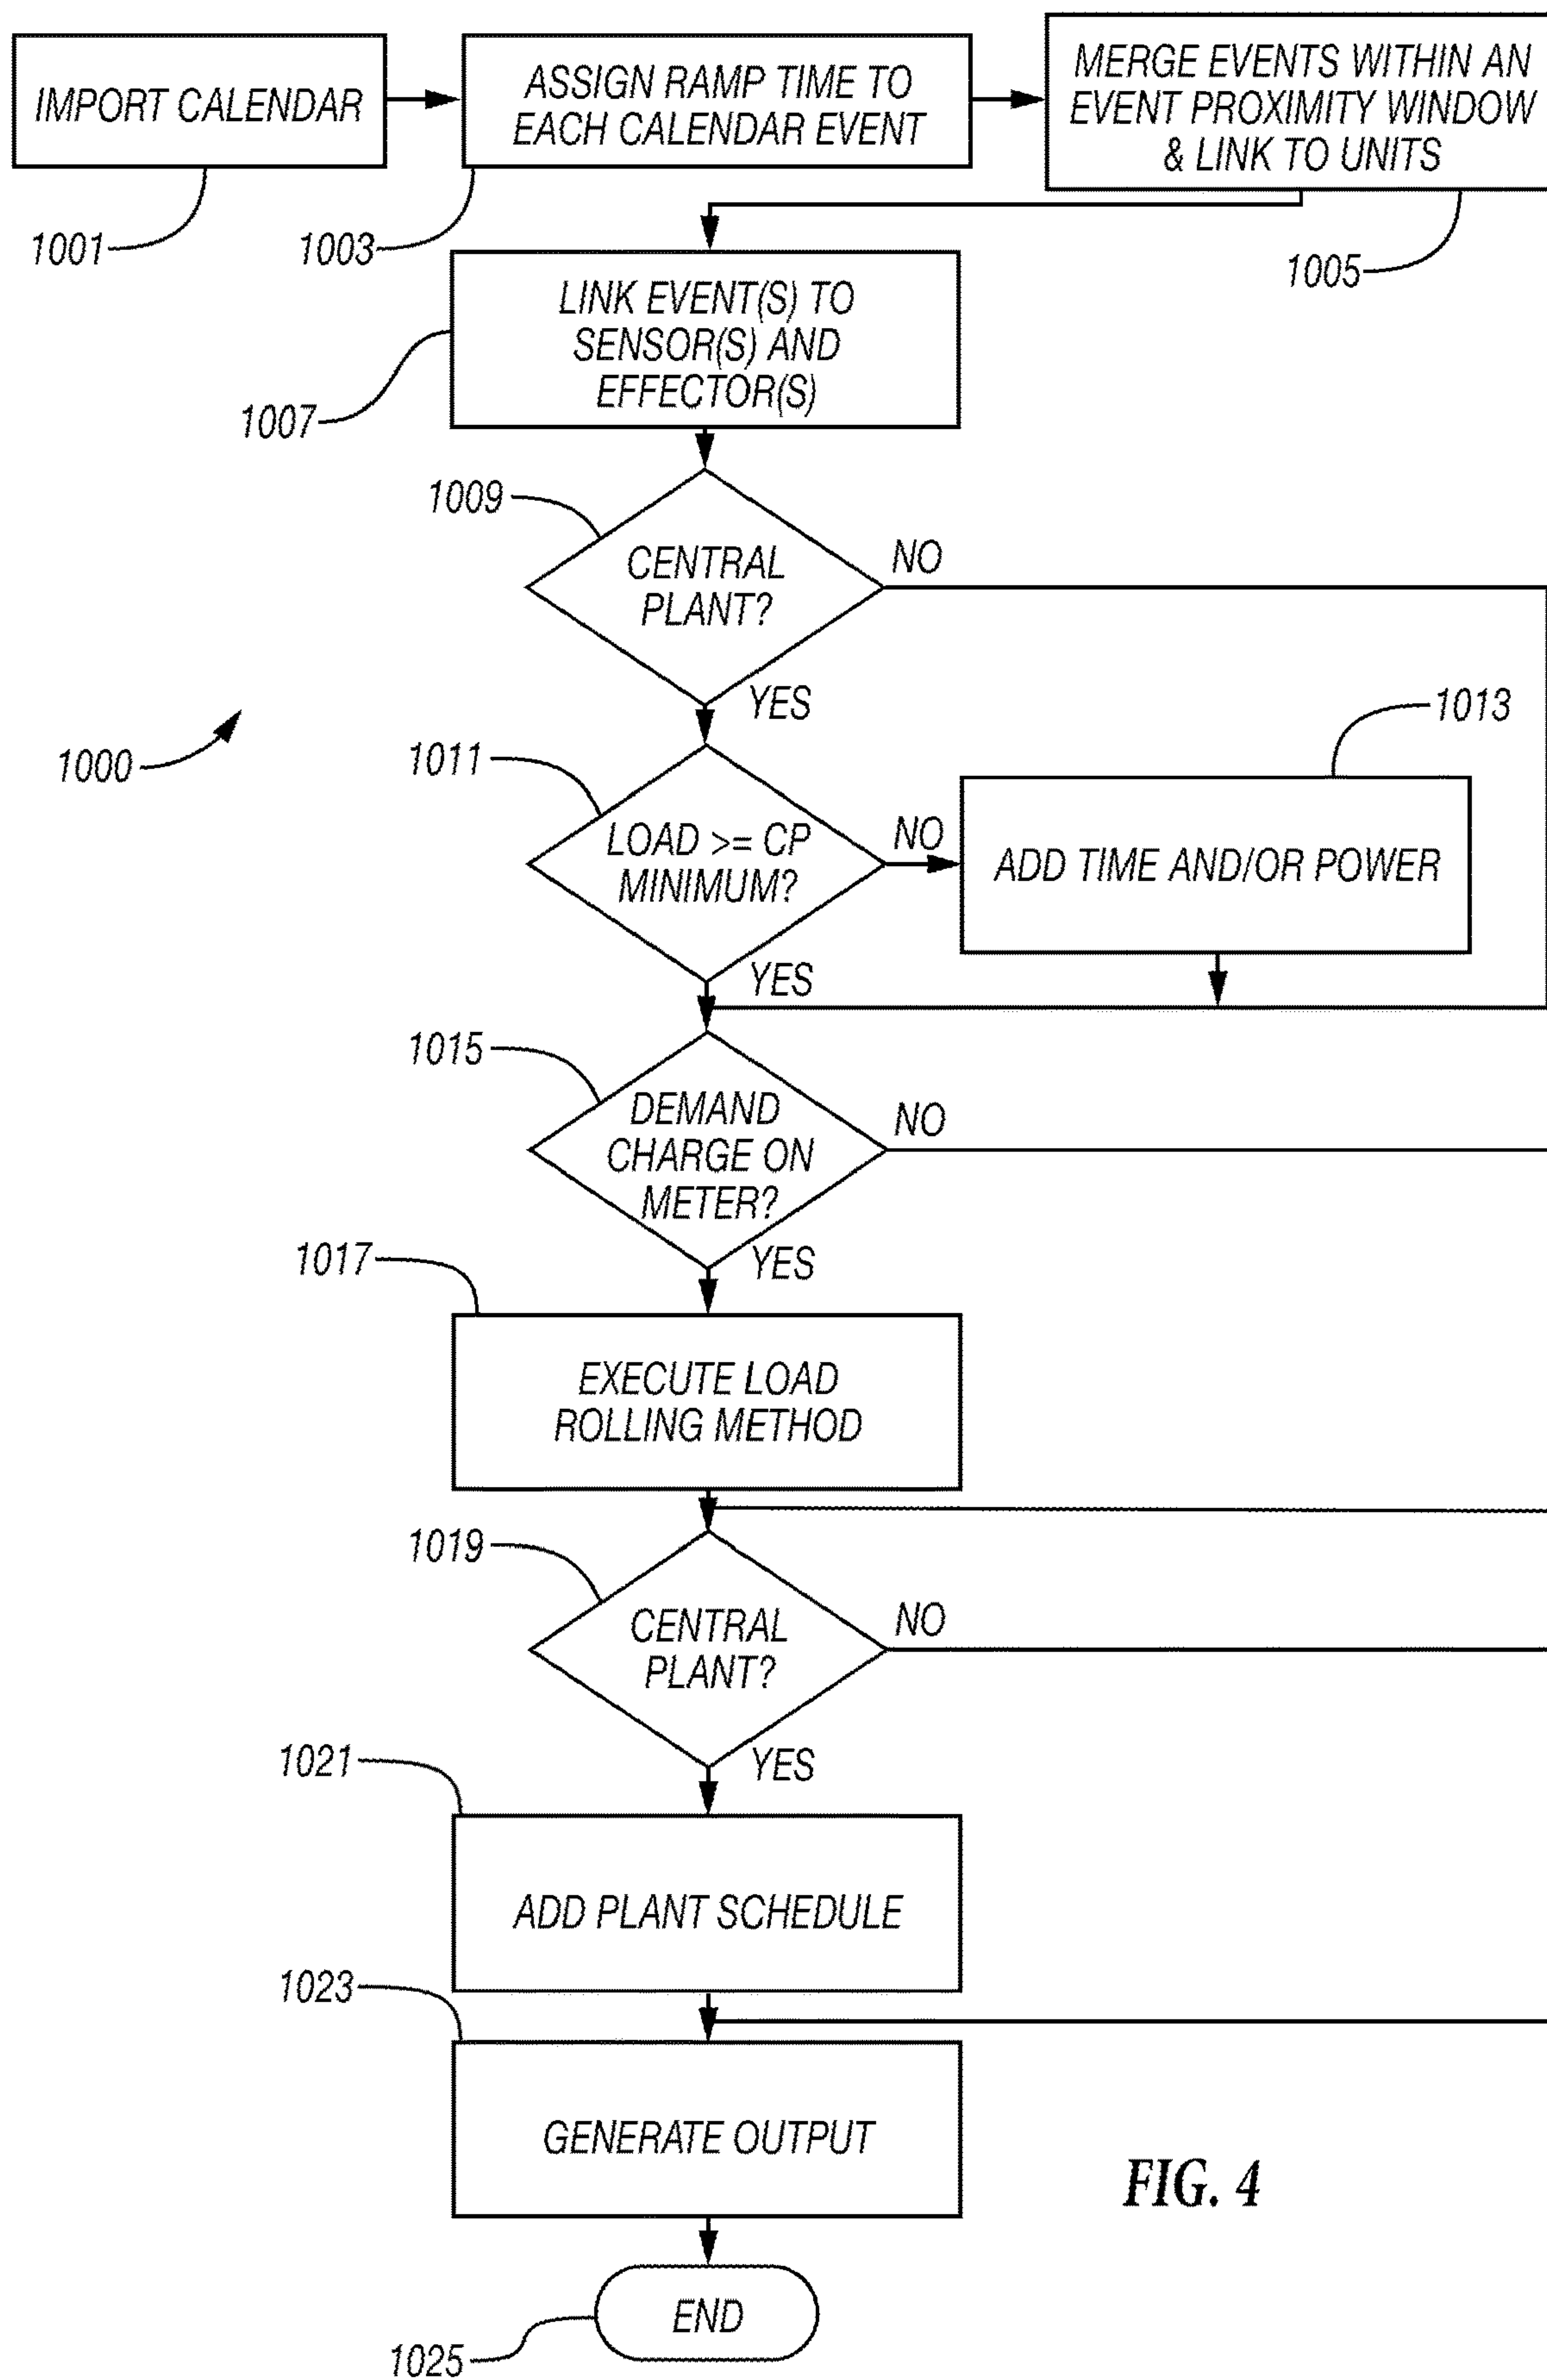 IMPORT CALENDAR
ASSIGN RAMP TIME TO
EACH CALENDAR EVENT
MERGE EVENTS WITHIN AN
EVENT PROXIMITY WINDOW
& LINK TO UNITS
1001
1003
1005
LINK EVENT(S) TO
SENSOR(S) AND
EFFECTOR(S)
1007
1009
CENTRAL
PLANT?
NO
YES
1000
1011
LOAD >= CP
MINIMUM?
NO
1013
ADD TIME AND/OR POWER
YES
1015
DEMAND
CHARGE ON
METER?
NO
YES
1017
EXECUTE LOAD
ROLLING METHOD
1019
CENTRAL
PLANT?
NO
YES
1021
ADD PLANT SCHEDULE
1023
GENERATE OUTPUT
FIG. 4
END
1025